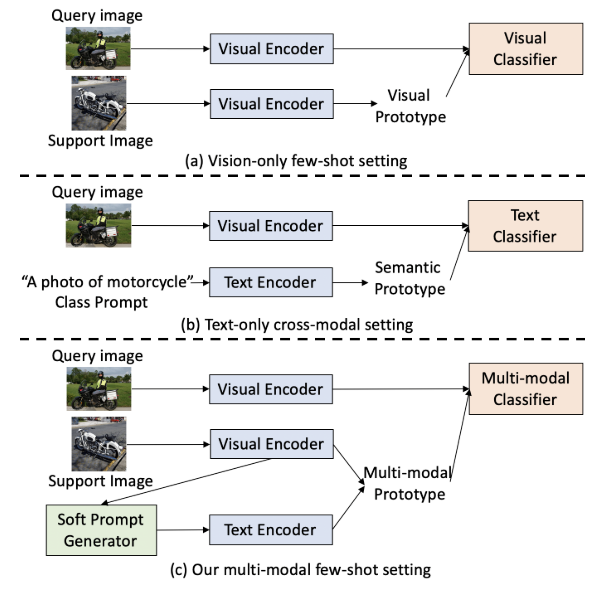 Query image
Visual Encoder
Visual
Classifier
Visual Encoder
Visual
Prototype
Support Image
(a) Vision-only few-shot setting
Query image
Visual Encoder
Text
Classifier
“A photo of motorcycle”
Class Prompt
Text Encoder
Semantic
Prototype
(b) Text-only cross-modal setting
Query image
Visual Encoder
Multi-modal
Classifier
Visual Encoder
Support Image
Multi-modal
Prototype
Soft Prompt
Generator
Text Encoder
(c) Our multi-modal few-shot setting